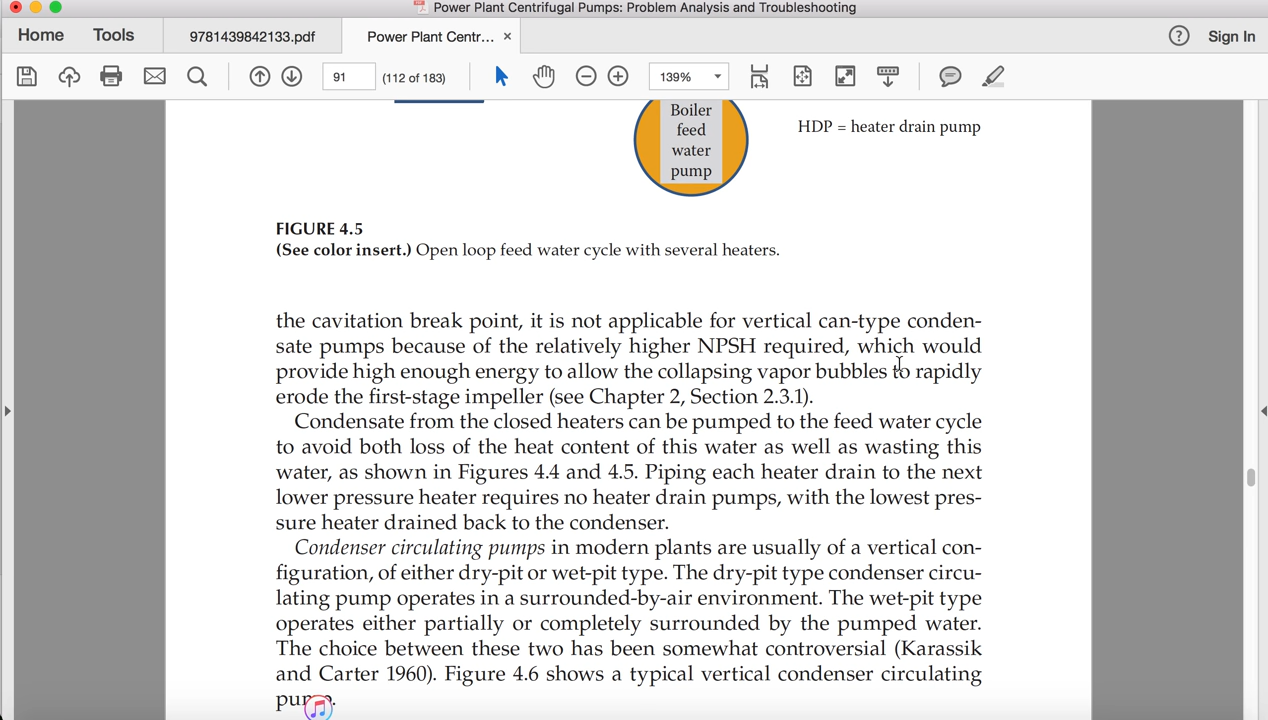 Power Plant Centrifugal Pumps: Problem Analysis and Troubleshooting
Home
Tools
9781439842133.pdf
Power Plant Centr...
×
?
Sign In
91
(112 of 183)
139%
Boiler
feed
water
pump
HDP = heater drain pump
FIGURE 4.5
(See color insert.) Open loop feed water cycle with several heaters.
the cavitation break point, it is not applicable for vertical can-type conden-
sate pumps because of the relatively higher NPSH required, which would
provide high enough energy to allow the collapsing vapor bubbles to rapidly
erode the first-stage impeller (see Chapter 2, Section 2.3.1).
Condensate from the closed heaters can be pumped to the feed water cycle
to avoid both loss of the heat content of this water as well as wasting this
water, as shown in Figures 4.4 and 4.5. Piping each heater drain to the next
lower pressure heater requires no heater drain pumps, with the lowest pres-
sure heater drained back to the condenser.
Condenser circulating pumps in modern plants are usually of a vertical con-
figuration, of either dry-pit or wet-pit type. The dry-pit type condenser circu-
lating pump operates in a surrounded-by-air environment. The wet-pit type
operates either partially or completely surrounded by the pumped water.
The choice between these two has been somewhat controversial (Karassik
and Carter 1960). Figure 4.6 shows a typical vertical condenser circulating
pump.